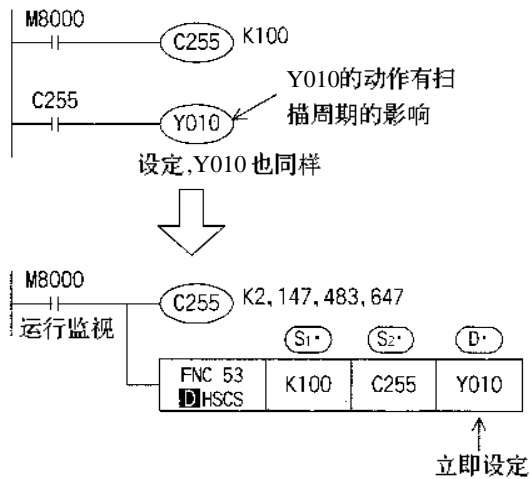 M8000
C255 K100
C255
Y010的动作有扫
Y010
描周期的影响
设定,Y010也同样
M8000
C255 K2,147,483,647
运行监视
S1· S2· D·
FNC 53
D HSCS K100 C255 Y010
立即设定